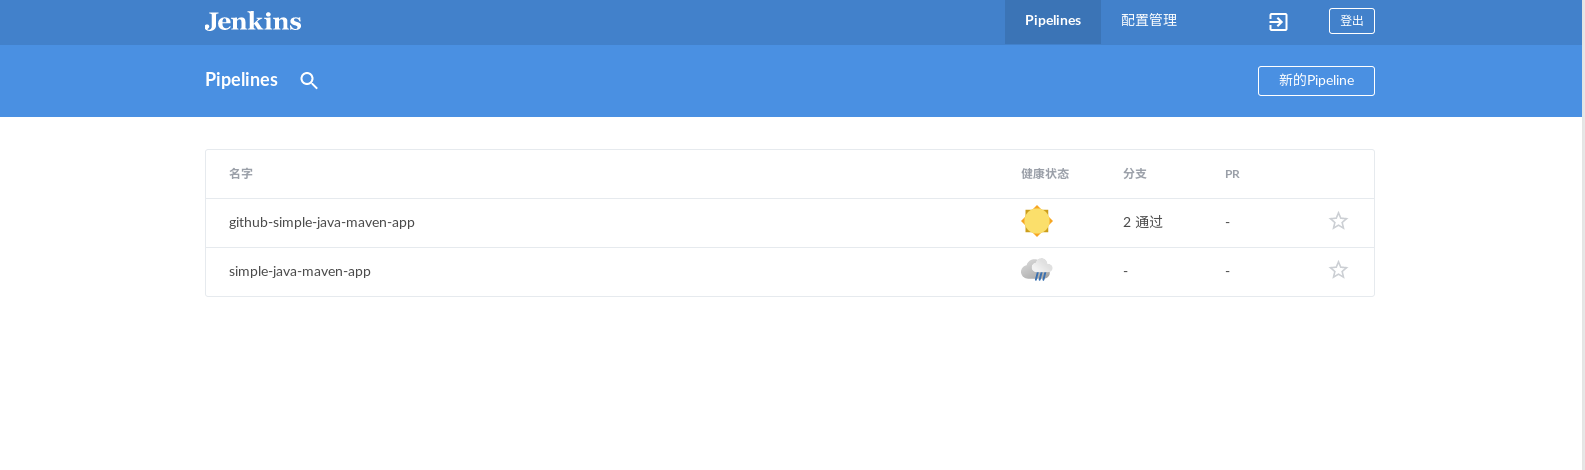 Jenkins Pipelines 配置管理 登出
Pipelines 新的Pipeline
名字 健康状态 分支 PR
github-simple-java-maven-app 2 通过 -
simple-java-maven-app - -